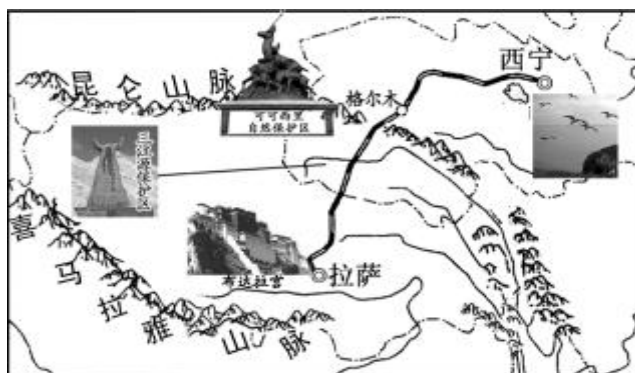 西宁
昆仑山脉
格尔木
可可西里
自然保护区
三江源保护区
喜马拉雅山脉
布达拉宫
拉萨